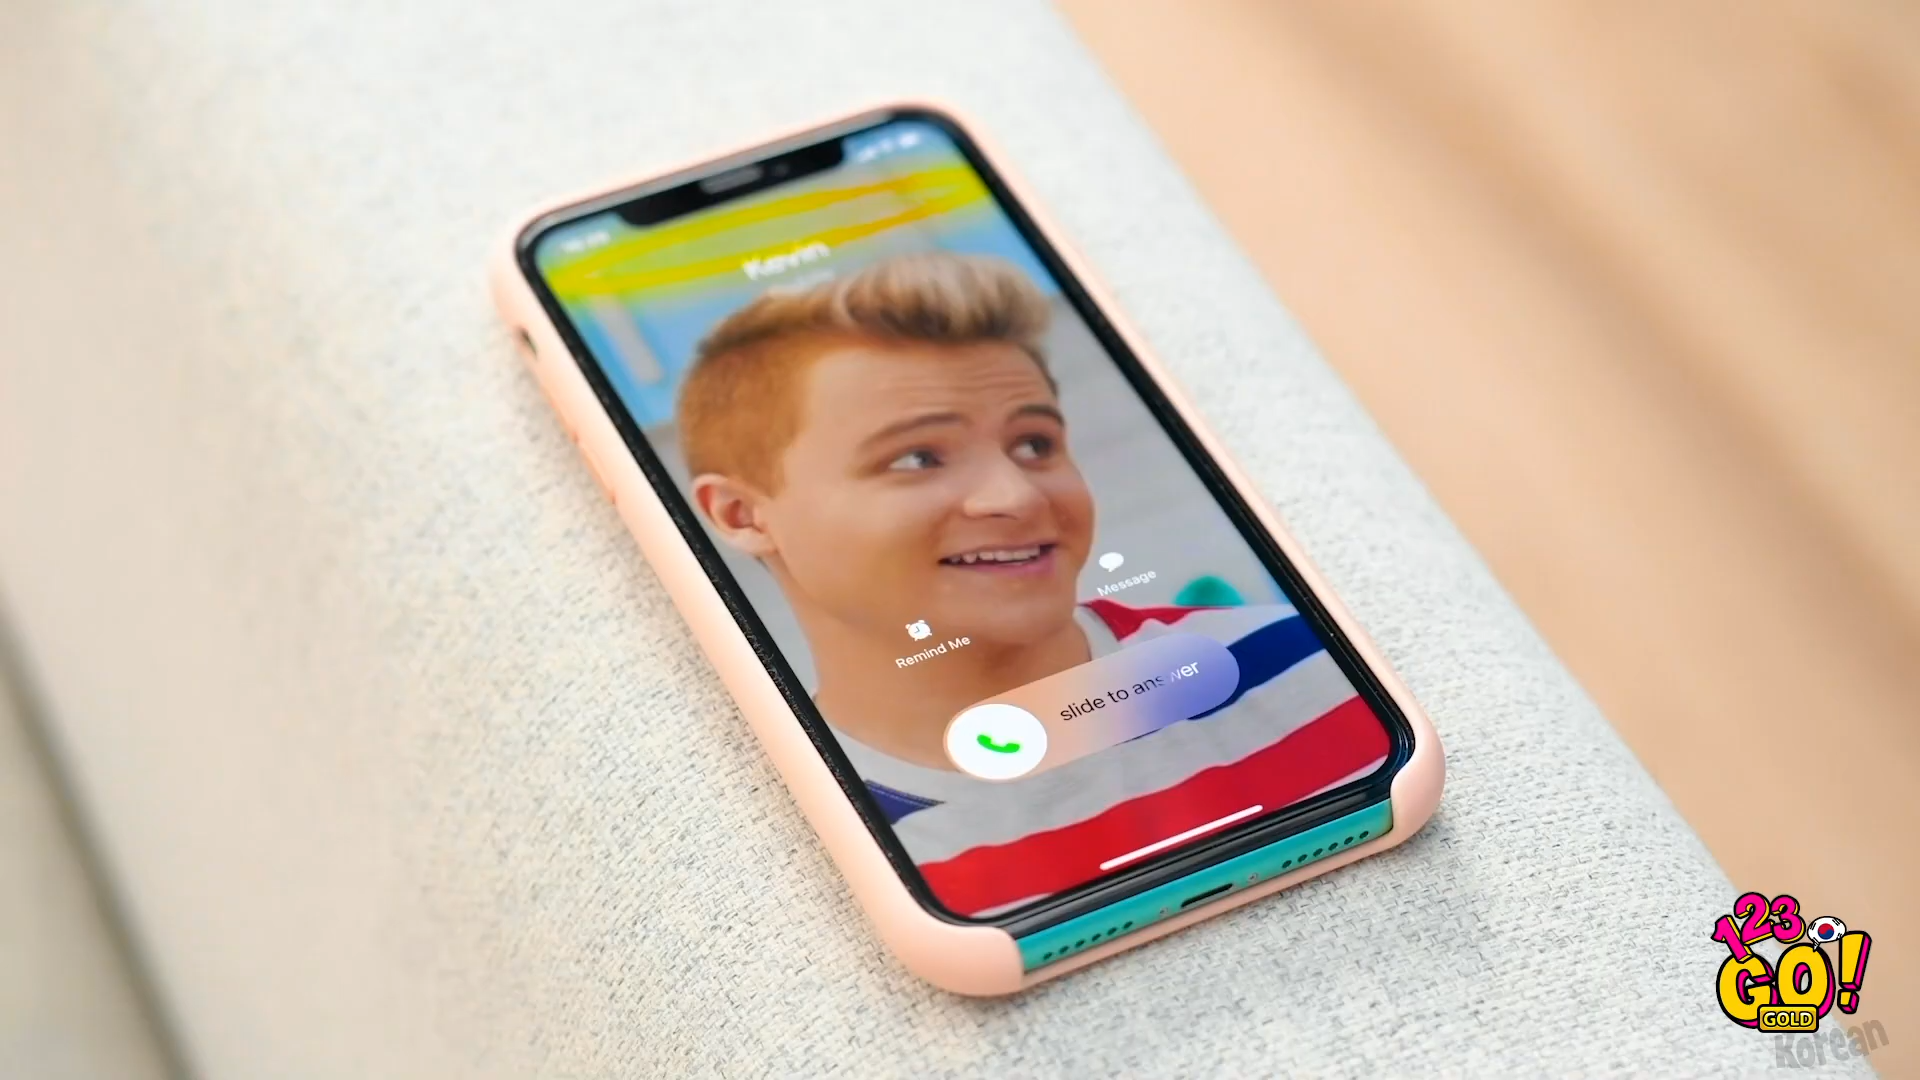 Kevin
Message
Remind Me
slide to answer
123
GO!
GOLD
Korean